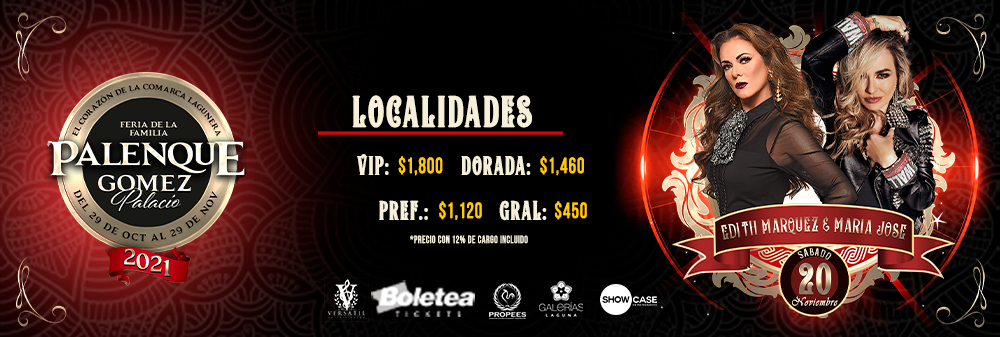 EL CORAZÓN DE LA COMARCA LAGUNERA
FERIA DE LA
FAMILIA
PALENQUE
GOMEZ
Palacio
DEL 29 DE OCT AL 29 DE NOV
2021
LOCALIDADES
VIP: $1,800 DORADA: $1,460
PREF.: $1,120 GRAL: $450
*PRECIO CON 12% DE CARGO INCLUIDO
VERSATIL
Boletea
TICKETS
PROPEES
GALERÍAS
LAGUNA
SHOWCASE
EDITH MARQUEZ & MARIA JOSE
SABADO
20
Noviembre